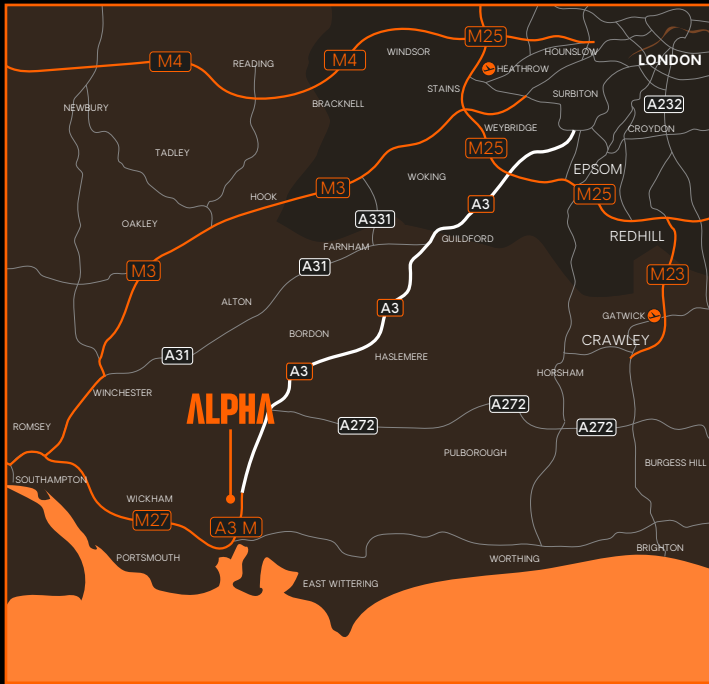 M25
HOUNSLOW
WINDSOR
M4
M4
READING
LONDON
HEATHROW
STAINS
SURBITON
BRACKNELL
A232
NEWBURY
WEYBRIDGE
CROYDON
TADLEY
M25
EPSOM
WOKING
M3
M25
HOOK
A3
A331
OAKLEY
GUILDFORD
REDHILL
FARNHAM
M3
A31
M23
ALTON
A3
GATWICK
BORDON
CRAWLEY
A31
HASLEMERE
A3
HORSHAM
WINCHESTER
ALPHA
A272
A272
A272
ROMSEY
PULBOROUGH
BURGESS HILL
SOUTHAMPTON
WICKHAM
M27
A3 M
BRIGHTON
PORTSMOUTH
WORTHING
EAST WITTERING